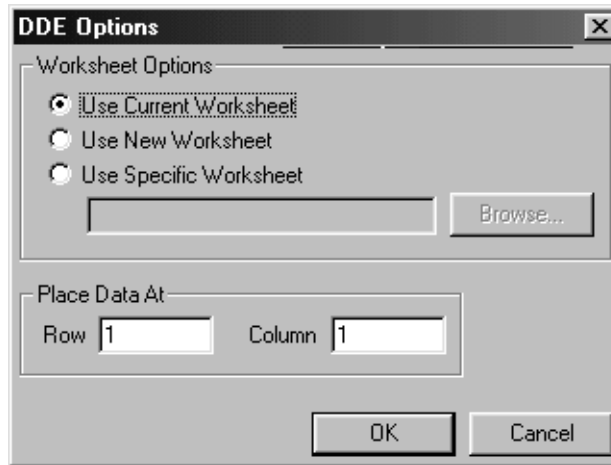 DDE Options
Worksheet Options
Use Current Worksheet
Use New Worksheet
Use Specific Worksheet
Browse...
Place Data At
Row 1 Column 1
OK Cancel